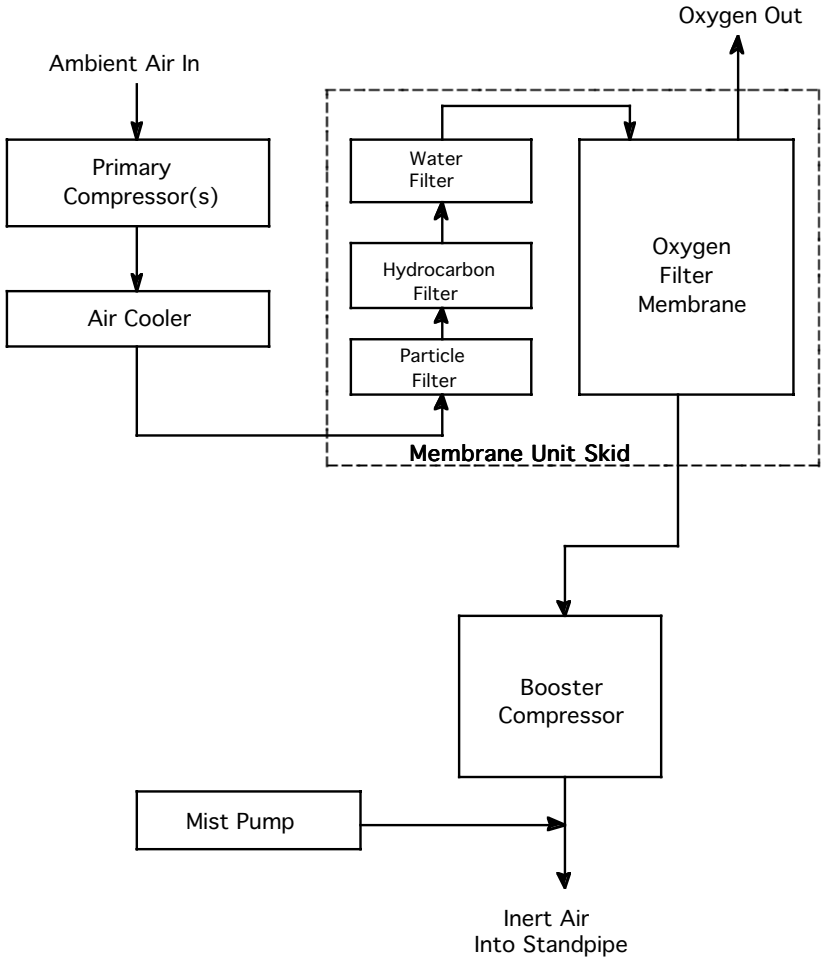 Oxygen Out
Ambient Air In
Primary
Compressor(s)
Air Cooler
Water
Filter
Hydrocarbon
Filter
Particle
Filter
Oxygen
Filter
Membrane
Membrane Unit Skid
Booster
Compressor
Mist Pump
Inert Air
Into Standpipe